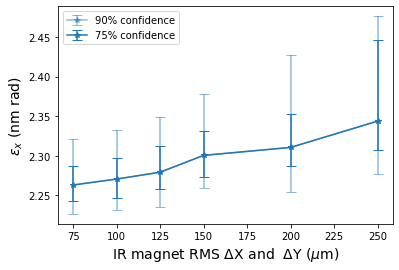 90% confidence
75% confidence
2.45
2.40
2.35
2.30
2.25
εx (nm rad)
75 100 125 150 175 200 225 250
IR magnet RMS ΔX and ΔY (μm)